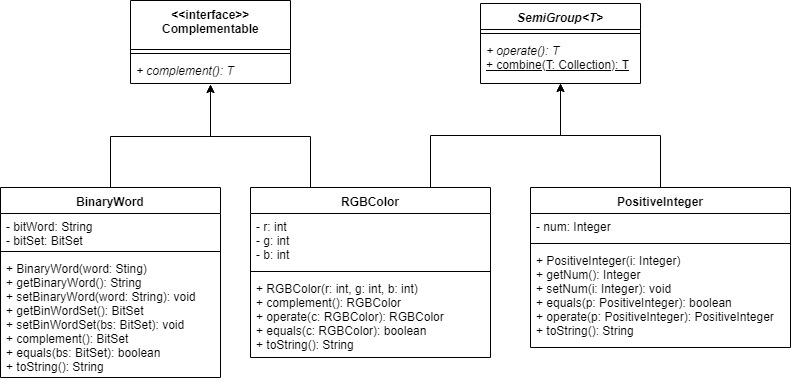 <<interface>>
Complementable
+ complement(): T
SemiGroup<T>
+ operate(): T
+ combine(T: Collection): T
BinaryWord
- bitWord: String
- bitSet: BitSet
+ BinaryWord(word: Sting)
+ getBinaryWord(): String
+ setBinaryWord(word: String): void
+ getBinWordSet(): BitSet
+ setBinWordSet(bs: BitSet): void
+ complement(): BitSet
+ equals(bs: BitSet): boolean
+ toString(): String
RGBColor
- r: int
- g: int
- b: int
+ RGBColor(r: int, g: int, b: int)
+ complement(): RGBColor
+ operate(c: RGBColor): RGBColor
+ equals(c: RGBColor): boolean
+ toString(): String
PositiveInteger
- num: Integer
+ PositiveInteger(i: Integer)
+ getNum(): Integer
+ setNum(i: Integer): void
+ equals(p: PositiveInteger): boolean
+ operate(p: PositiveInteger): PositiveInteger
+ toString(): String